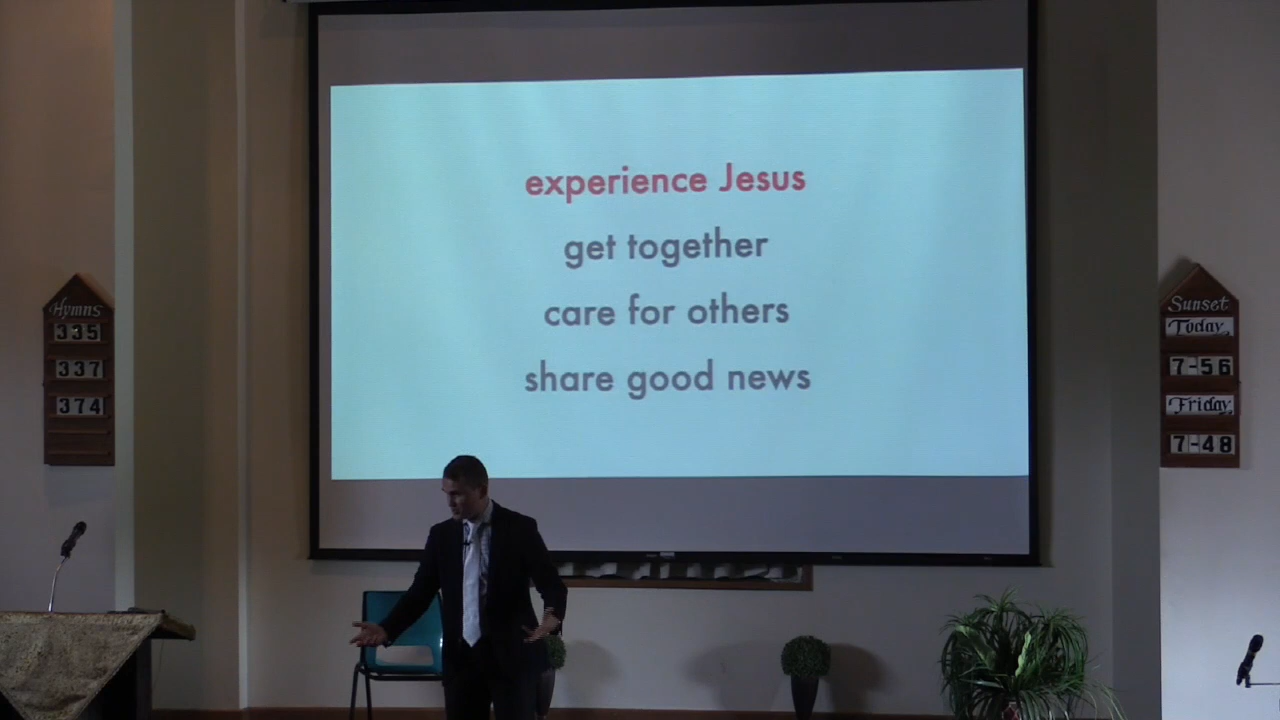 experience Jesus
get together
care for others
share good news
Hymns
335
337
374
Sunset
Today
7-56
Friday
7-48